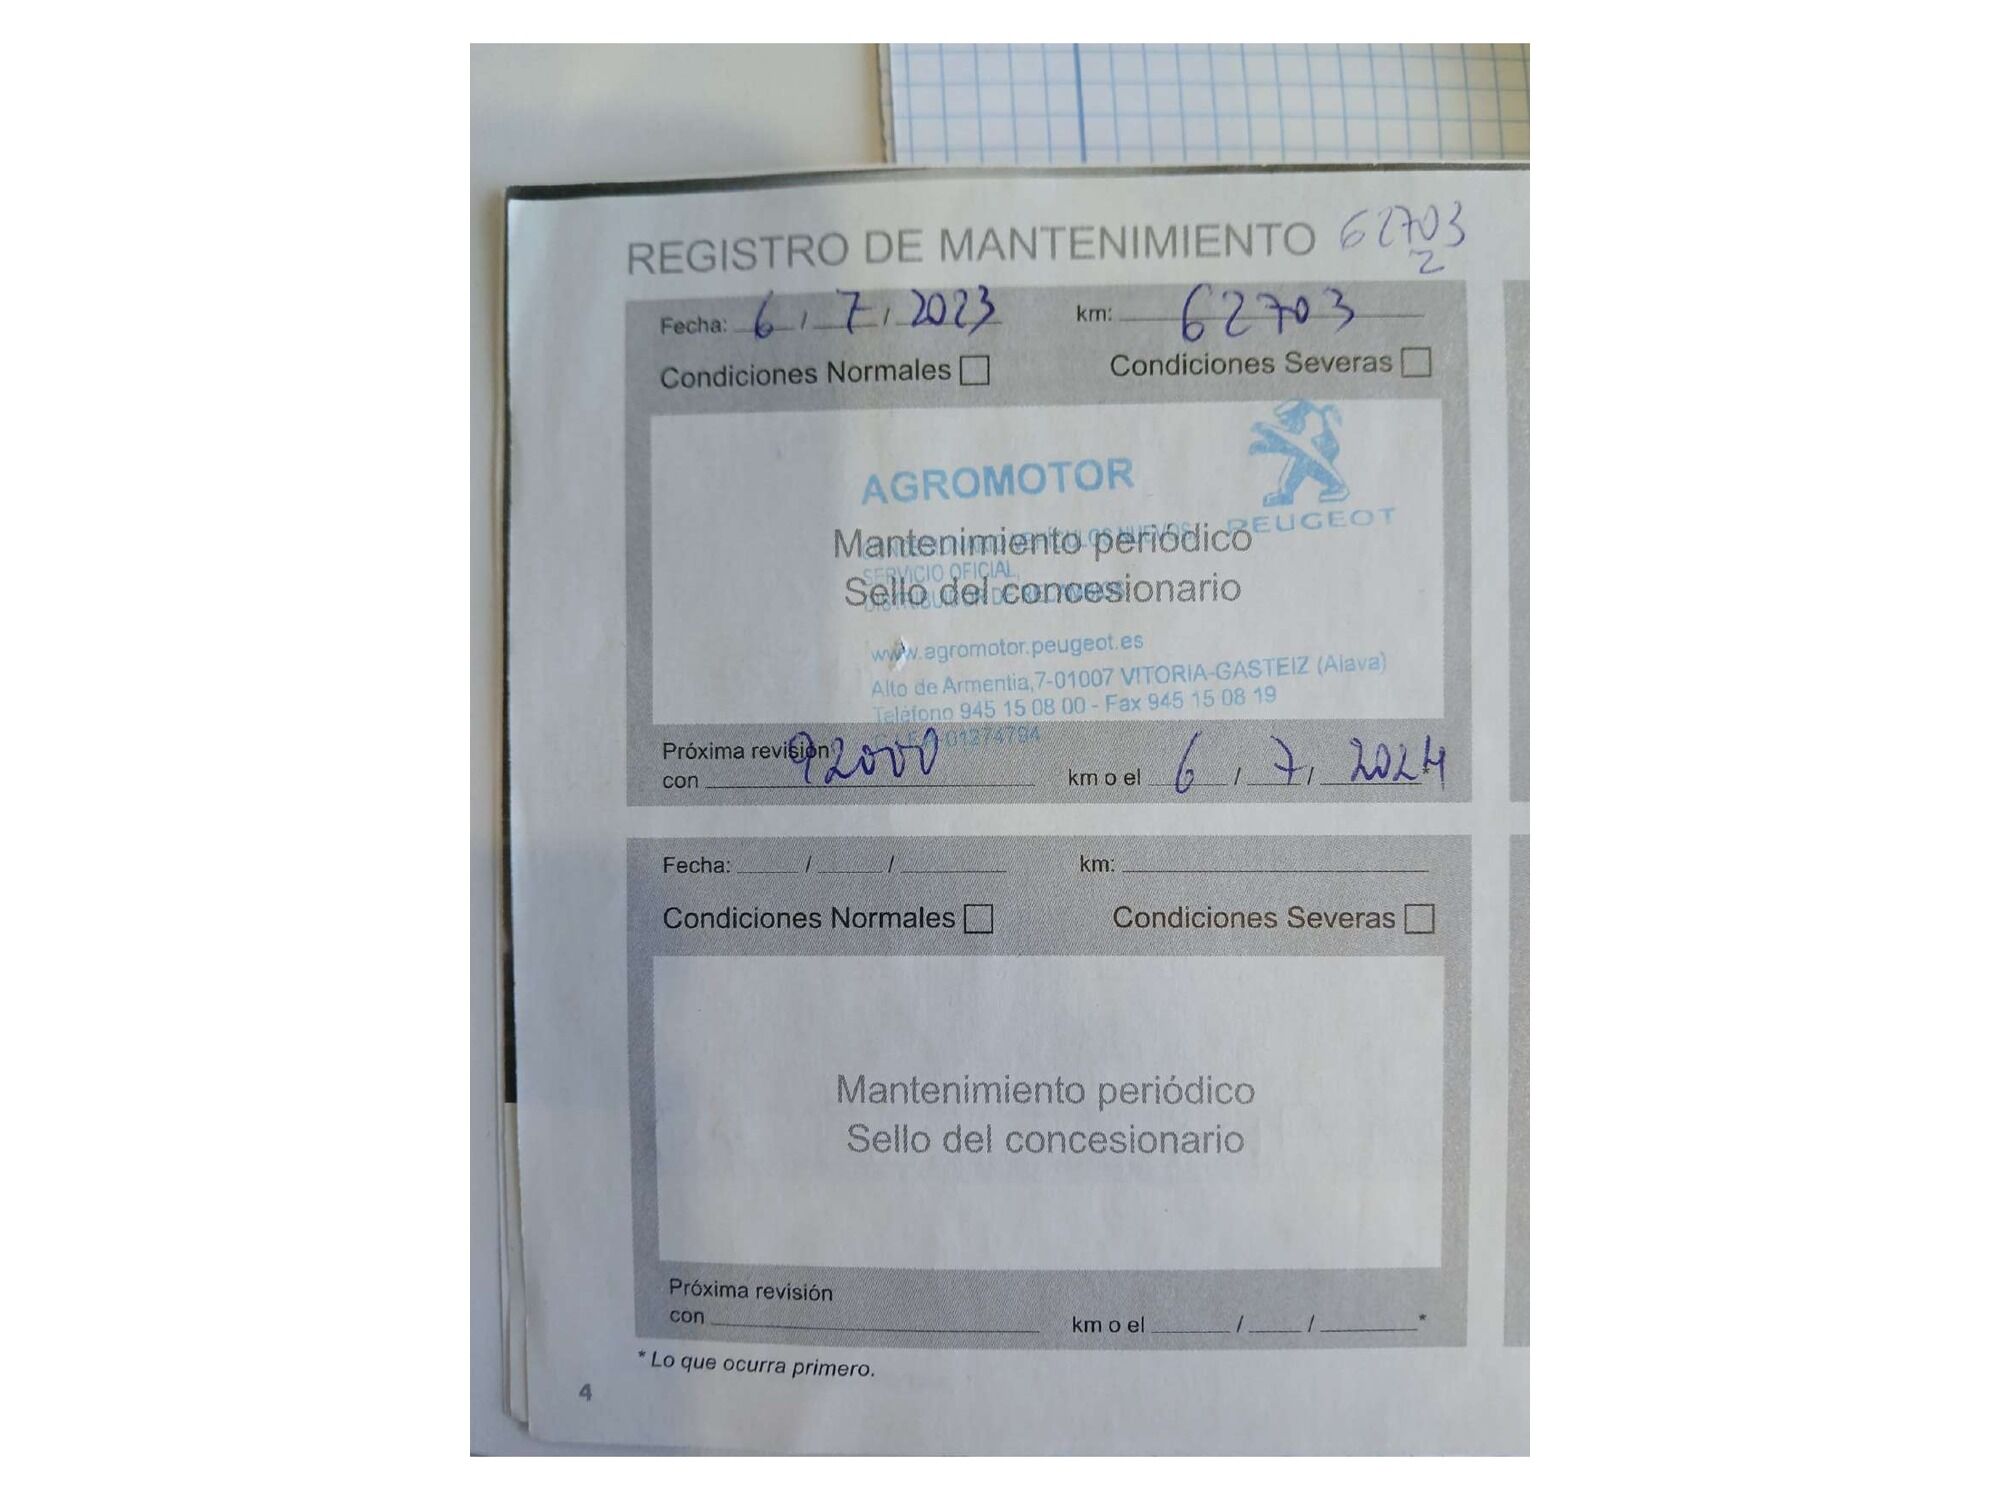 REGISTRO DE MANTENIMIENTO 62703
2
Fecha: 6 / 7 / 2023 km: 62703
Condiciones Normales Condiciones Severas
AGROMOTOR
PEUGEOT
Mantenimiento periódico
SERVICIO OFICIAL,
Sello del concesionario
www.agromotor.peugeot.es
Alto de Armentia,7-01007 VITORIA-GASTEIZ (Alava)
Teléfono 945 15 08 00 - Fax 945 15 08 19
01274794
Próxima revisión
con 92000 km o el 6 / 7 / 2024*
Fecha: / / km:
Condiciones Normales Condiciones Severas
Mantenimiento periódico
Sello del concesionario
Próxima revisión
con km o el / / *
* Lo que ocurra primero.
4